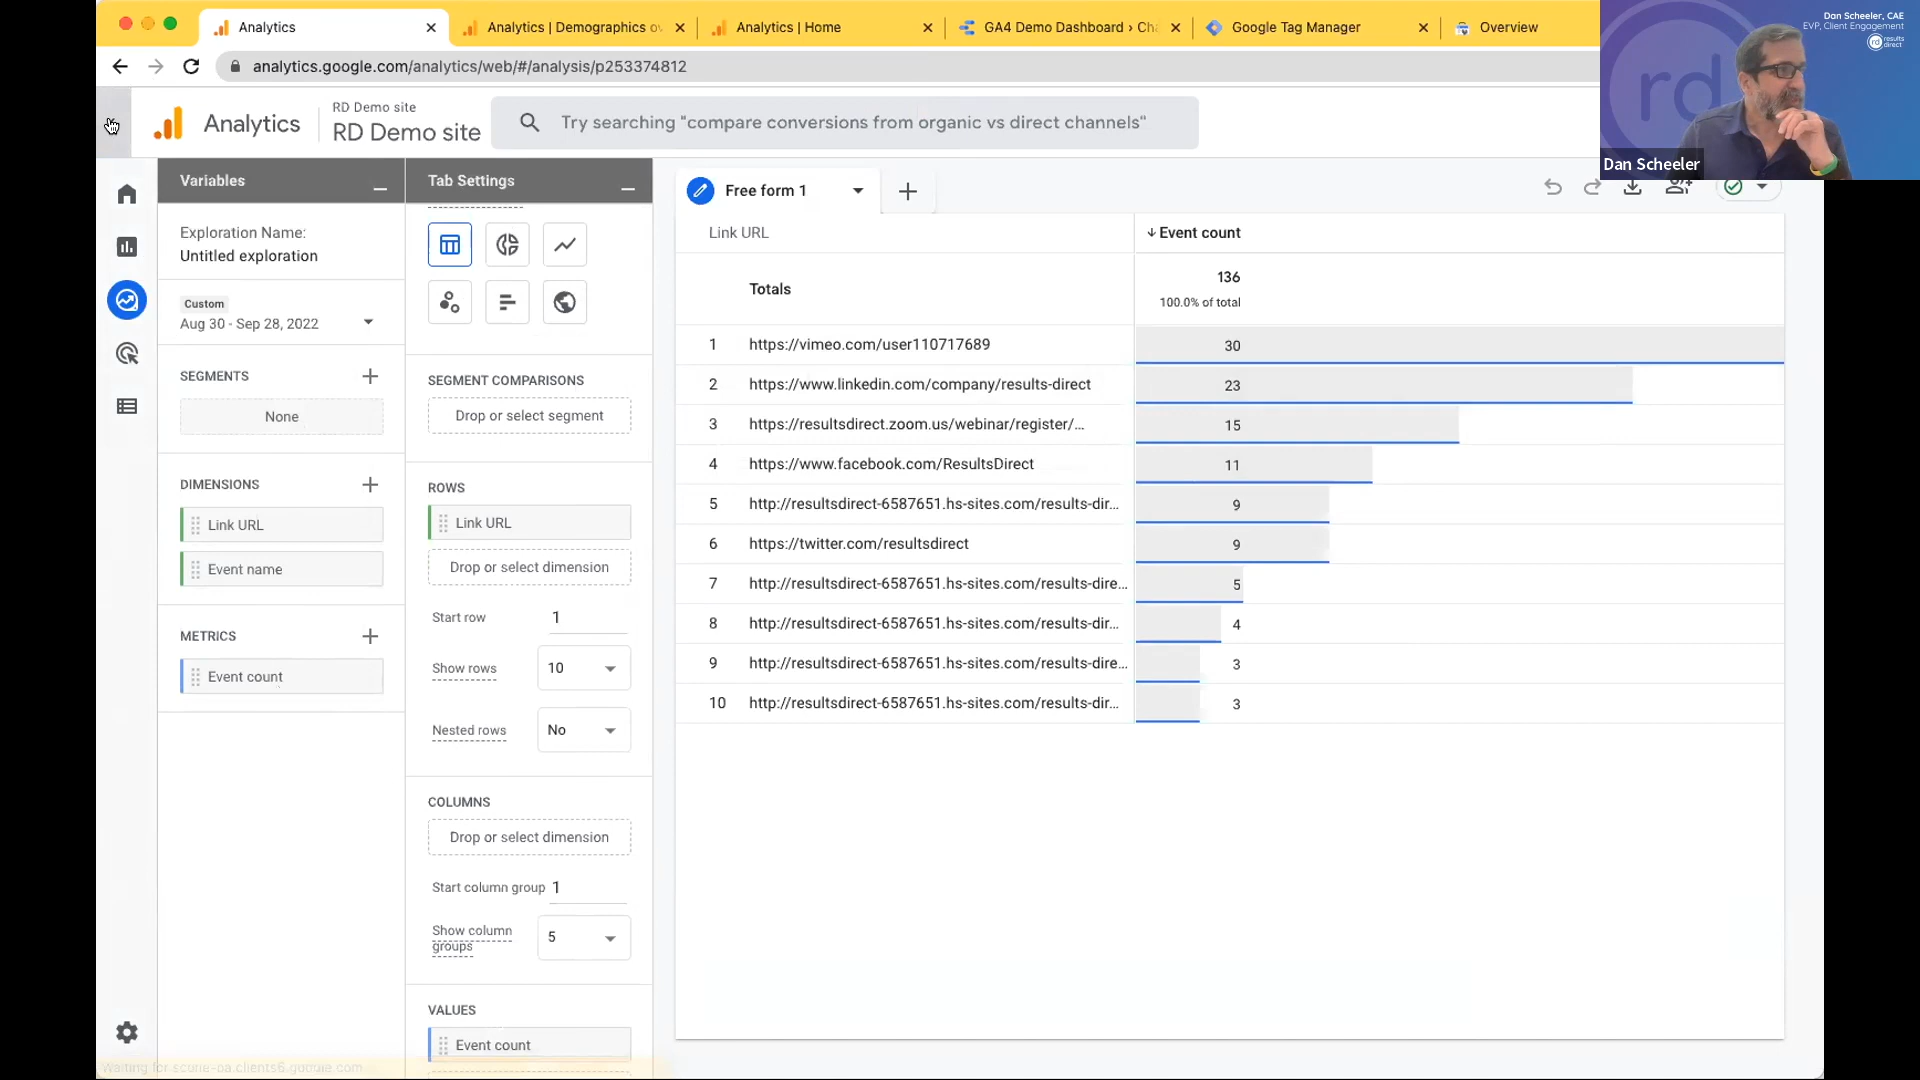 Analytics
Analytics | Demographics ov
Analytics | Home
GA4 Demo Dashboard › Cha
Google Tag Manager
Overview
Dan Scheeler, CAE
EVP, Client Engagement
rd results direct
rd
analytics.google.com/analytics/web/#/analysis/p253374812
Analytics
RD Demo site
RD Demo site
Try searching "compare conversions from organic vs direct channels"
Dan Scheeler
Variables
Tab Settings
Free form 1
Exploration Name:
Untitled exploration
Custom
Aug 30 - Sep 28, 2022
SEGMENTS
None
DIMENSIONS
Link URL
Event name
METRICS
Event count
SEGMENT COMPARISONS
Drop or select segment
ROWS
Link URL
Drop or select dimension
Start row 1
Show rows 10
Nested rows No
COLUMNS
Drop or select dimension
Start column group 1
Show column groups 5
VALUES
Event count
Link URL
↓ Event count
Totals
136
100.0% of total
1 https://vimeo.com/user110717689 30
2 https://www.linkedin.com/company/results-direct 23
3 https://resultsdirect.zoom.us/webinar/register/… 15
4 https://www.facebook.com/ResultsDirect 11
5 http://resultsdirect-6587651.hs-sites.com/results-dir… 9
6 https://twitter.com/resultsdirect 9
7 http://resultsdirect-6587651.hs-sites.com/results-dire… 5
8 http://resultsdirect-6587651.hs-sites.com/results-dir… 4
9 http://resultsdirect-6587651.hs-sites.com/results-dire… 3
10 http://resultsdirect-6587651.hs-sites.com/results-dir… 3
Waiting for